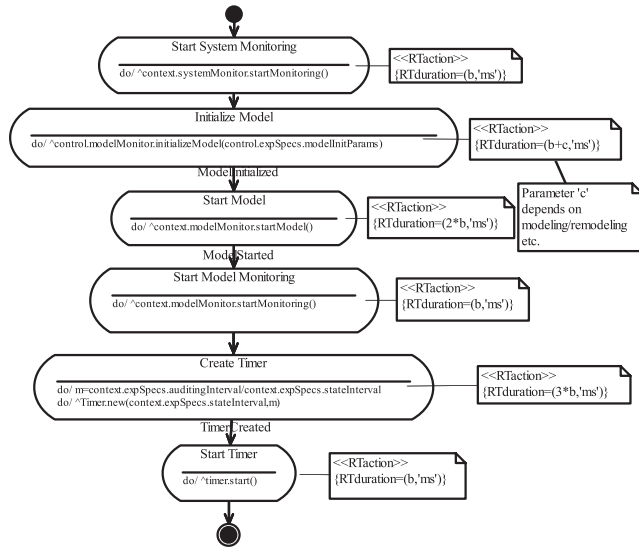 Start System Monitoring
do/ ^context.systemMonitor.startMonitoring()
<<RTaction>>
{RTduration=(b,'ms')}
Initialize Model
do/ ^control.modelMonitor.initializeModel(control.expSpecs.modelInitParams)
<<RTaction>>
{RTduration=(b+c,'ms')}
ModelInitialized
Parameter 'c'
depends on
modeling/remodeling
etc.
Start Model
do/ ^context.modelMonitor.startModel()
<<RTaction>>
{RTduration=(2*b,'ms')}
ModelStarted
Start Model Monitoring
do/ ^context.modelMonitor.startMonitoring()
<<RTaction>>
{RTduration=(b,'ms')}
Create Timer
do/ m=context.expSpecs.auditingInterval/context.expSpecs.stateInterval
do/ ^Timer.new(context.expSpecs.stateInterval,m)
<<RTaction>>
{RTduration=(3*b,'ms')}
TimerCreated
Start Timer
do/ ^timer.start()
<<RTaction>>
{RTduration=(b,'ms')}